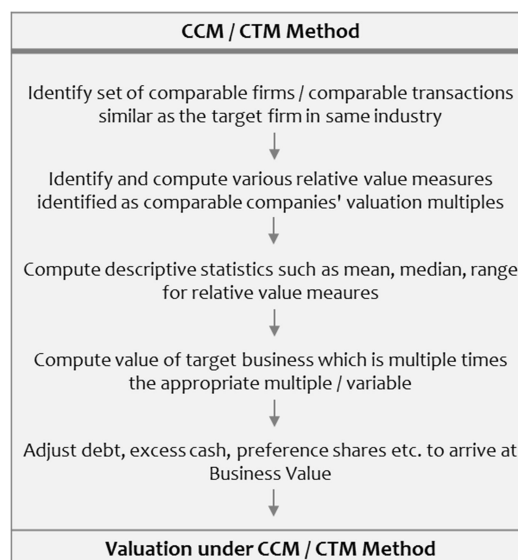 CCM / CTM Method
Identify set of comparable firms / comparable transactions
similar as the target firm in same industry
Identify and compute various relative value measures
identified as comparable companies' valuation multiples
Compute descriptive statistics such as mean, median, range
for relative value meaures
Compute value of target business which is multiple times
the appropriate multiple / variable
Adjust debt, excess cash, preference shares etc. to arrive at
Business Value
Valuation under CCM / CTM Method